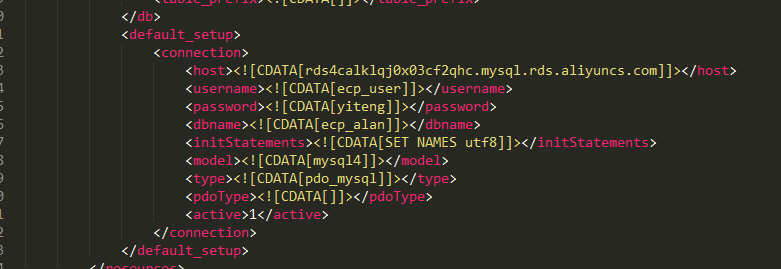 <table_prefix><![CDATA[]]></table_prefix>
</db>
<default_setup>
<connection>
<host><![CDATA[rds4calklqj0x03cf2qhc.mysql.rds.aliyuncs.com]]></host>
<username><![CDATA[ecp_user]]></username>
<password><![CDATA[yiteng]]></password>
<dbname><![CDATA[ecp_alan]]></dbname>
<initStatements><![CDATA[SET NAMES utf8]]></initStatements>
<model><![CDATA[mysql4]]></model>
<type><![CDATA[pdo_mysql]]></type>
<pdoType><![CDATA[]]></pdoType>
<active>1</active>
</connection>
</default_setup>
</resources>